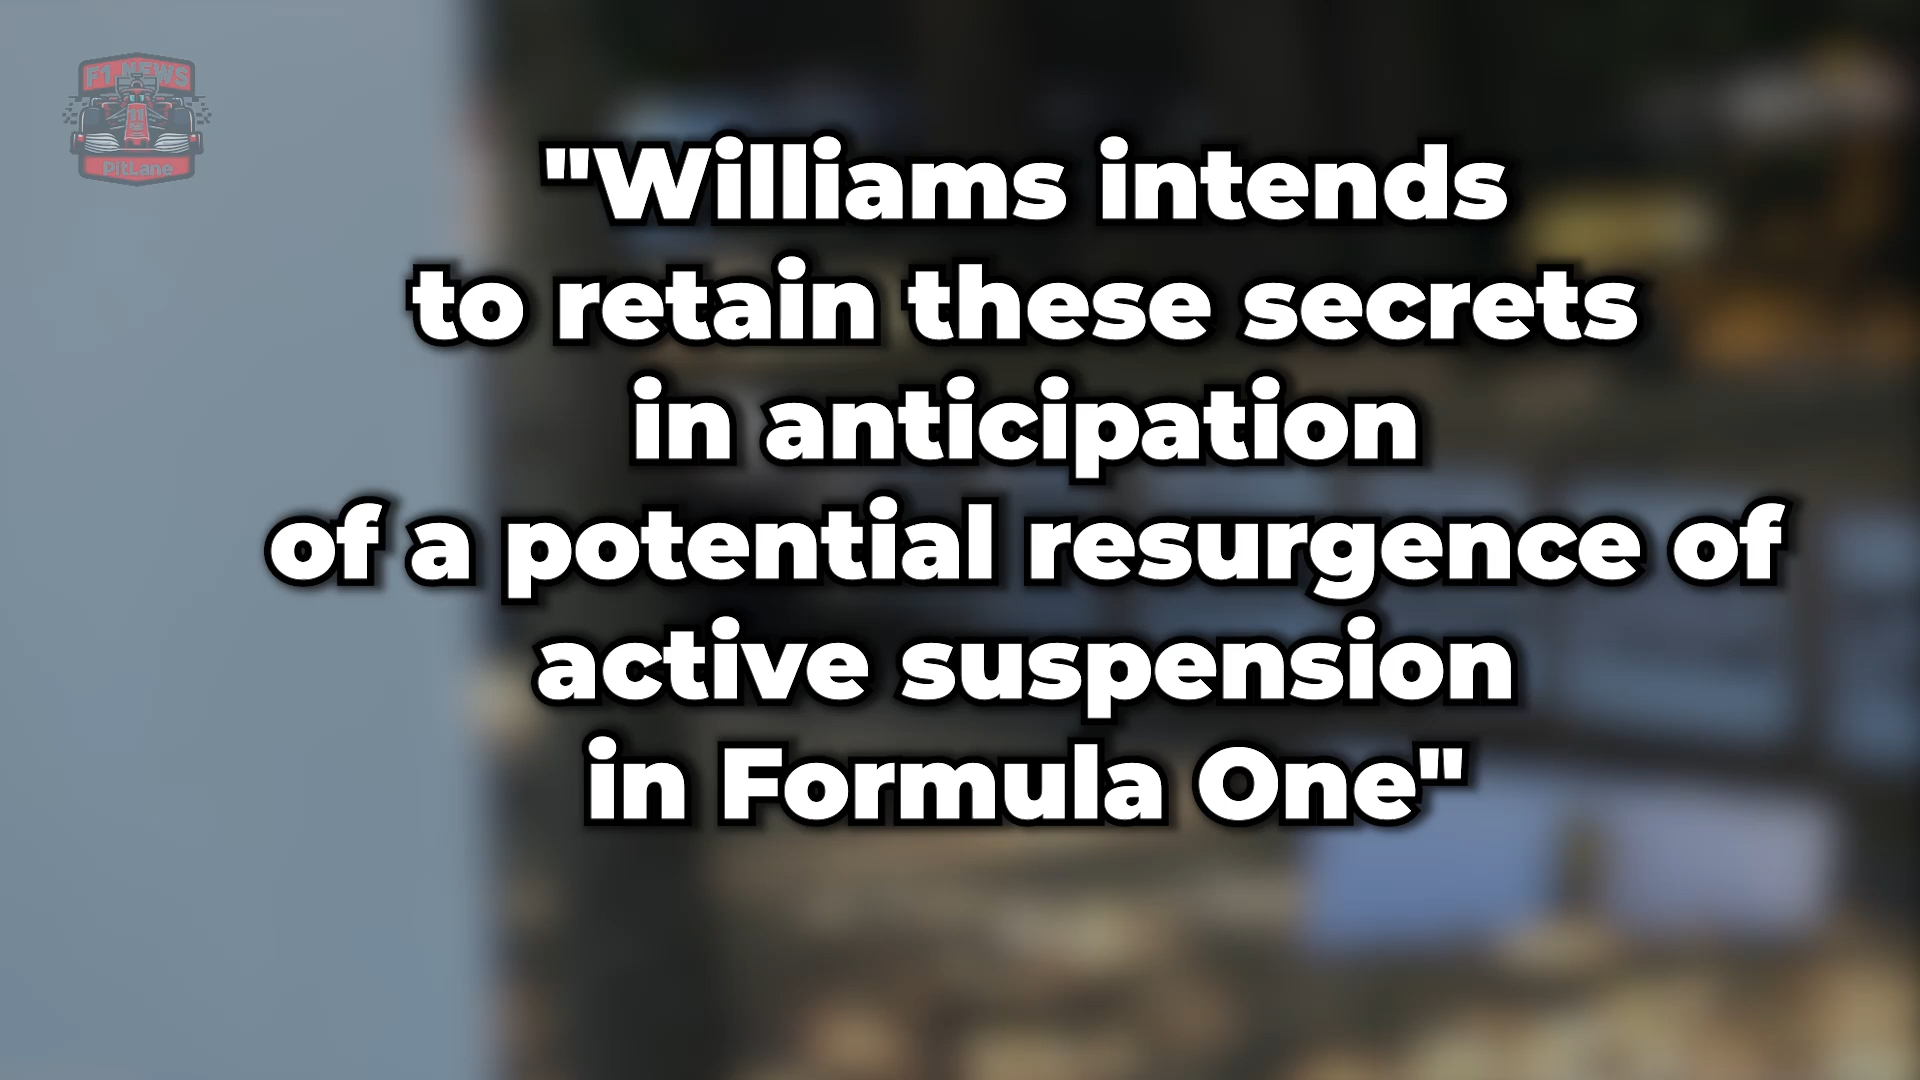 F1 NEWS
PitLane
"Williams intends
to retain these secrets
in anticipation
of a potential resurgence of
active suspension
in Formula One"